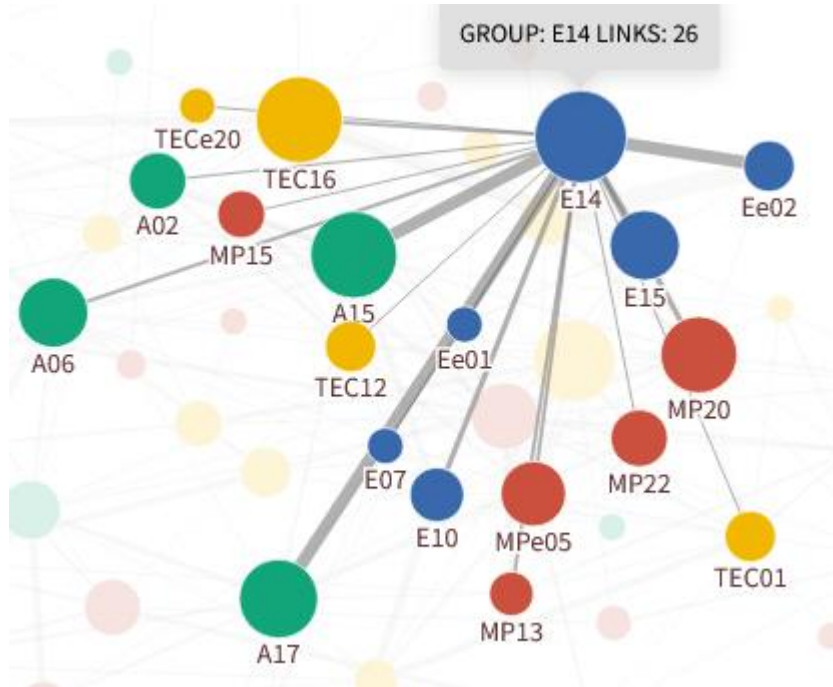 GROUP: E14 LINKS: 26
TECe20
TEC16
E14
Ee02
A02
MP15
E15
A15
A06
Ee01
TEC12
MP20
E07
MP22
E10
MPe05
TEC01
MP13
A17